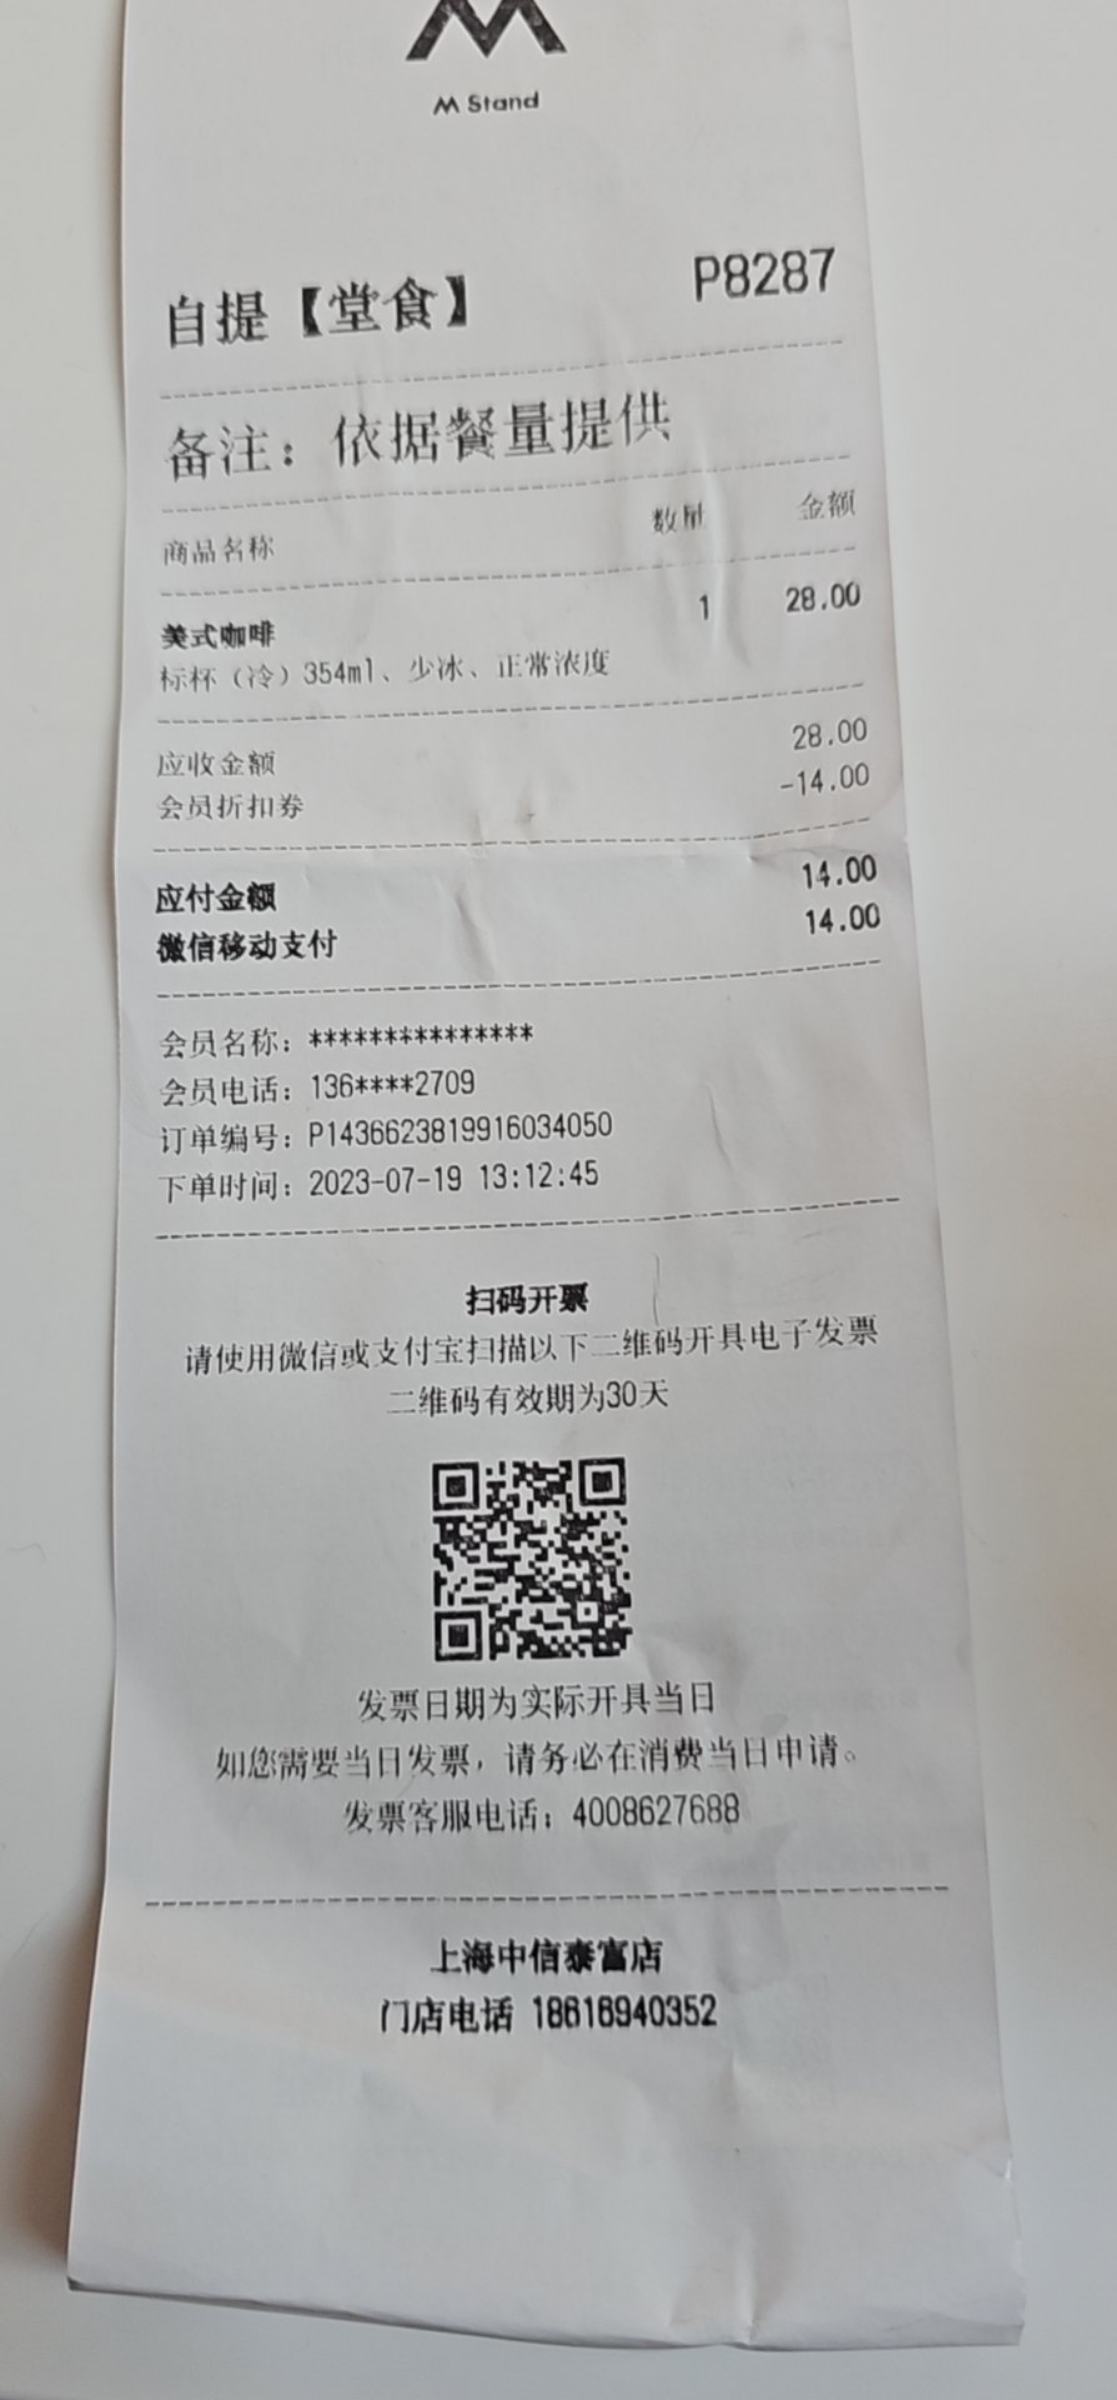 M Stand
自提【堂食】 P8287
备注：依据餐量提供
商品名称 数量 金额
美式咖啡 1 28.00
标杯（冷）354ml、少冰、正常浓度
应收金额 28.00
会员折扣券 -14.00
应付金额 14.00
微信移动支付 14.00
会员名称：***************
会员电话：136****2709
订单编号：P1436623819916034050
下单时间：2023-07-19 13:12:45
扫码开票
请使用微信或支付宝扫描以下二维码开具电子发票
二维码有效期为30天
发票日期为实际开具当日
如您需要当日发票，请务必在消费当日申请。
发票客服电话：4008627688
上海中信泰富店
门店电话 18616940352